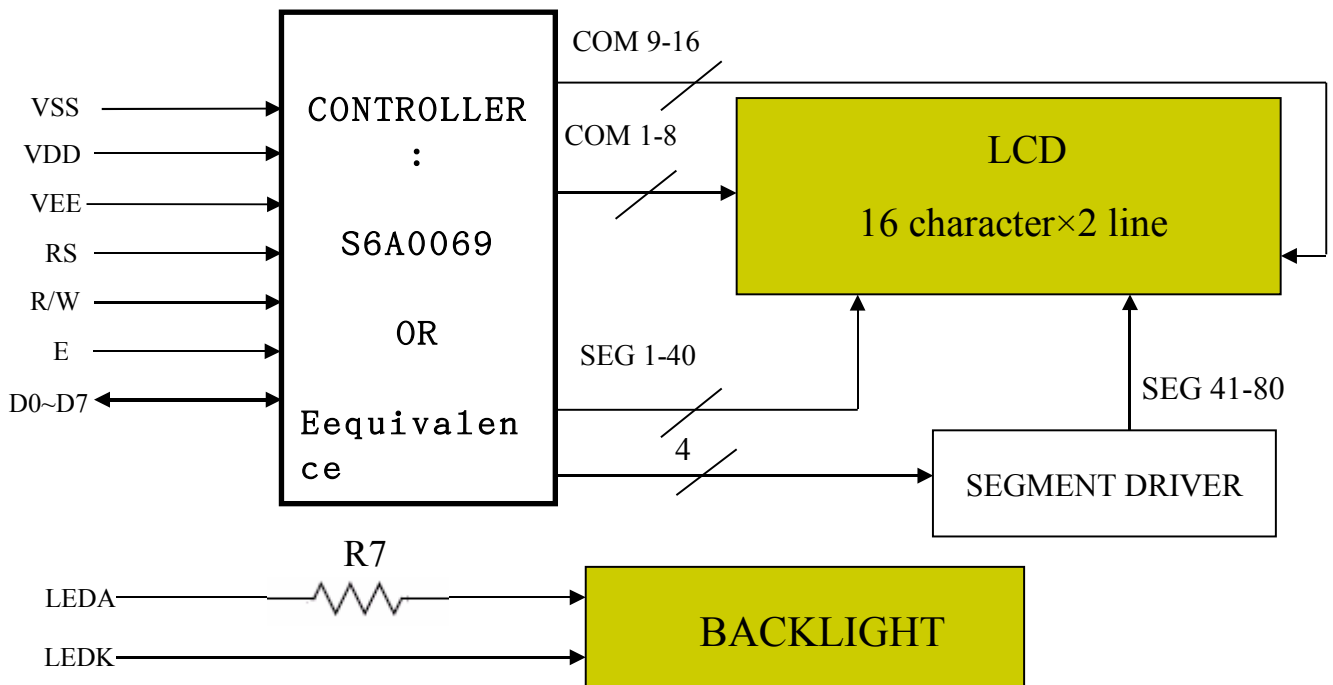 COM 9-16
VSS
VDD
VEE
RS
R/W
E
D0~D7
CONTROLLER
:
S6A0069
OR
Eequivalen
ce
COM 1-8
LCD
16 character×2 line
SEG 1-40
SEG 41-80
4
SEGMENT DRIVER
R7
LEDA
LEDK
BACKLIGHT